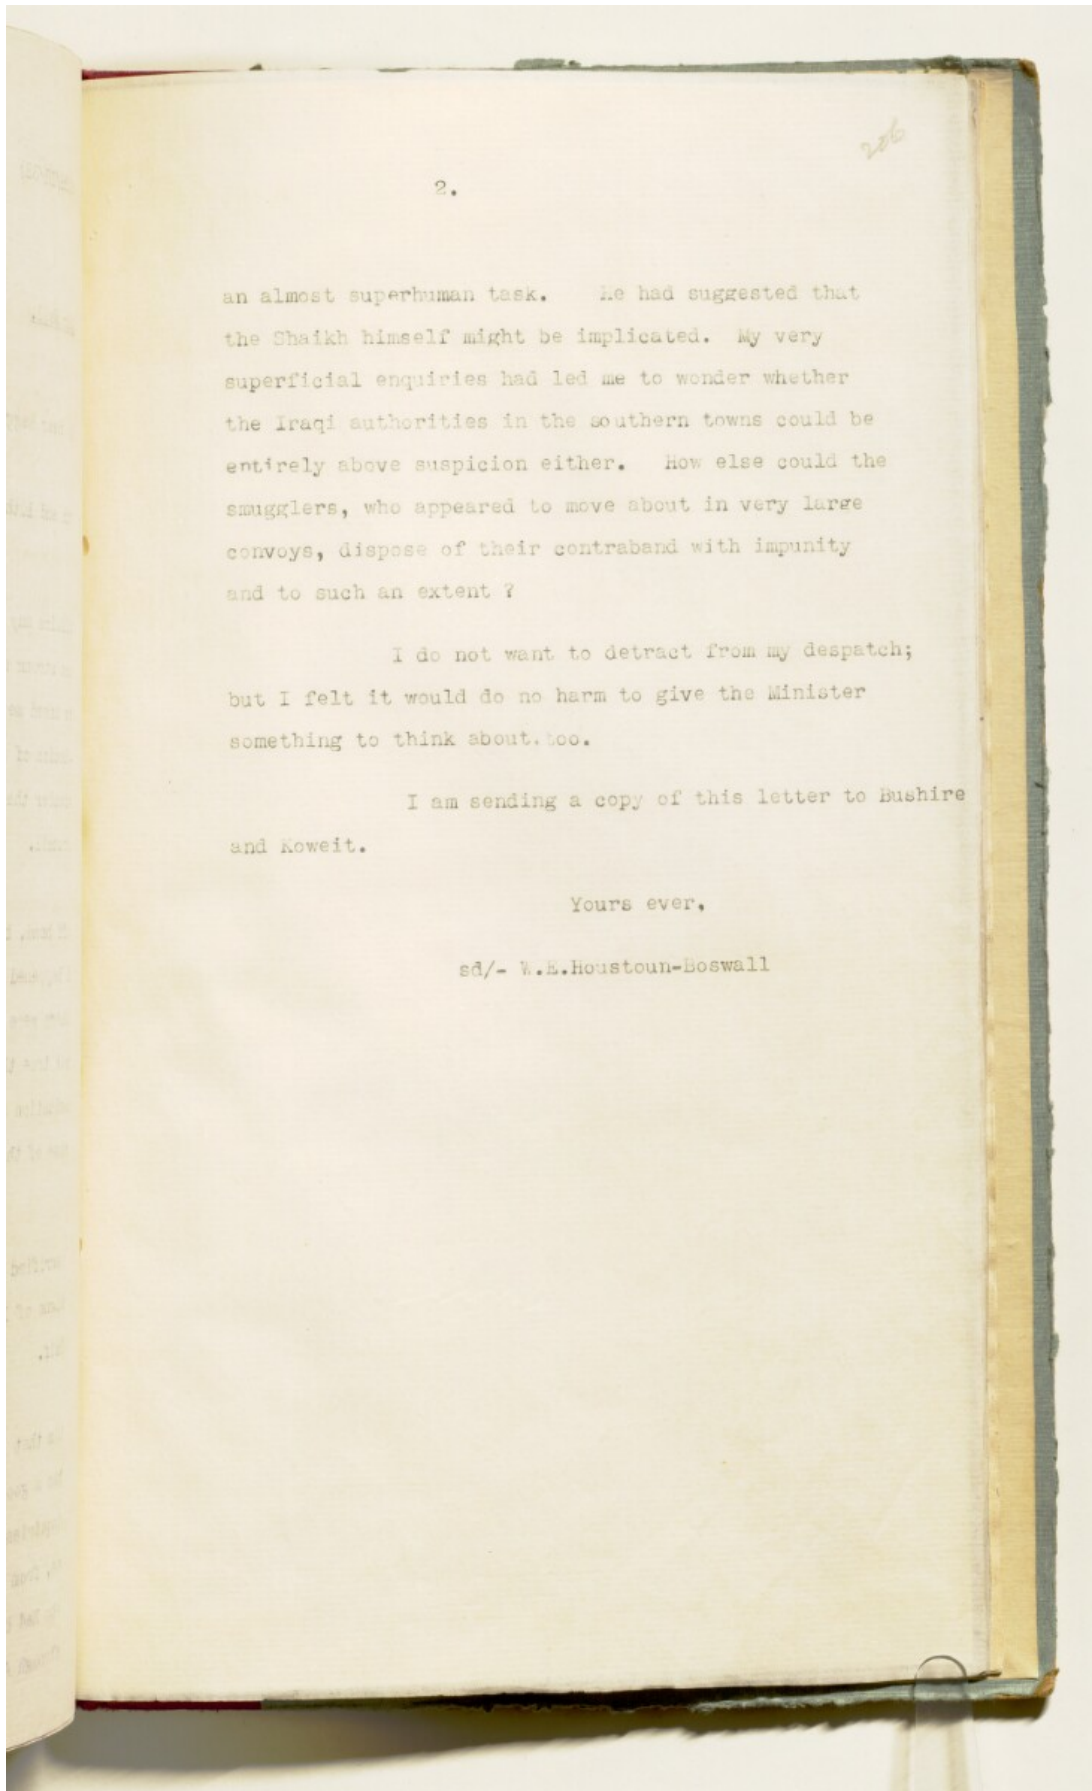 206
2.
an almost superhuman task. He had suggested that
the Shaikh himself might be implicated. My very
superficial enquiries had led me to wonder whether
the Iraqi authorities in the southern towns could be
entirely above suspicion either. How else could the
smugglers, who appeared to move about in very large
convoys, dispose of their contraband with impunity
and to such an extent ?
I do not want to detract from my despatch;
but I felt it would do no harm to give the Minister
something to think about.too.
I am sending a copy of this letter to Bushire
and Koweit.
Yours ever,
sd/- W.E.Houstoun-Boswall